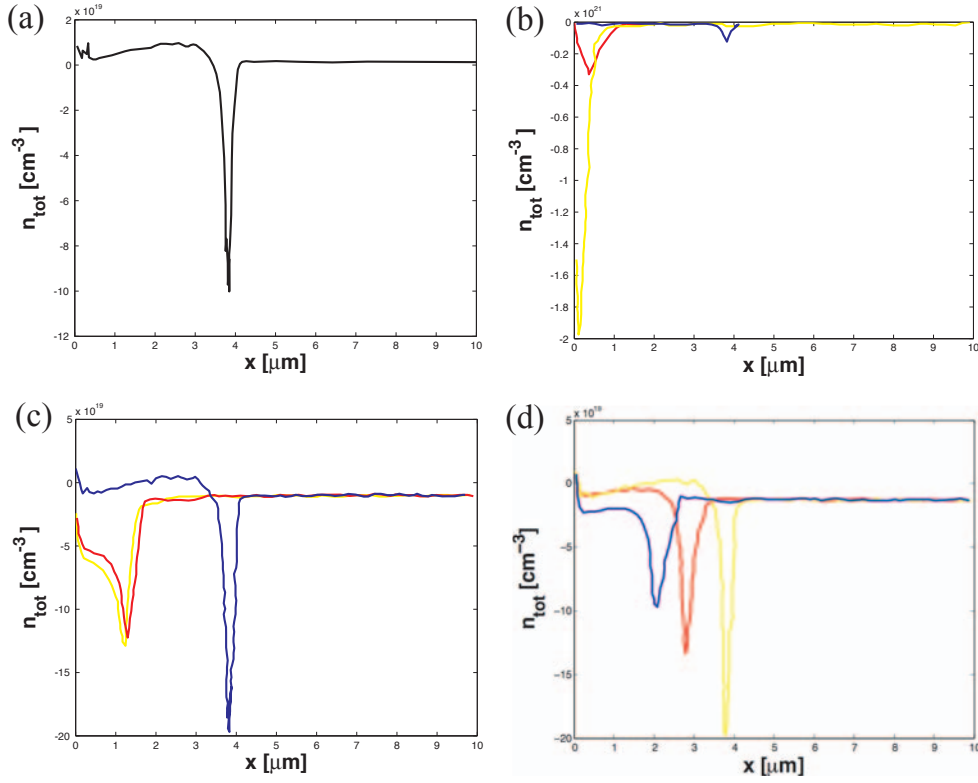 (a)
x 10^19
2
0
-2
-4
-6
-8
-10
-12
n_tot [cm^-3]
0 1 2 3 4 5 6 7 8 9 10
x [μm]
(b)
x 10^21
0
-0.2
-0.4
-0.6
-0.8
-1
-1.2
-1.4
-1.6
-1.8
-2
n_tot [cm^-3]
0 1 2 3 4 5 6 7 8 9 10
x [μm]
(c)
x 10^19
5
0
-5
-10
-15
-20
n_tot [cm^-3]
0 1 2 3 4 5 6 7 8 9 10
x [μm]
(d)
x 10^19
5
0
−5
−10
−15
−20
n_tot [cm^−3]
0 1 2 3 4 5 6 7 8 9 10
x [μm]